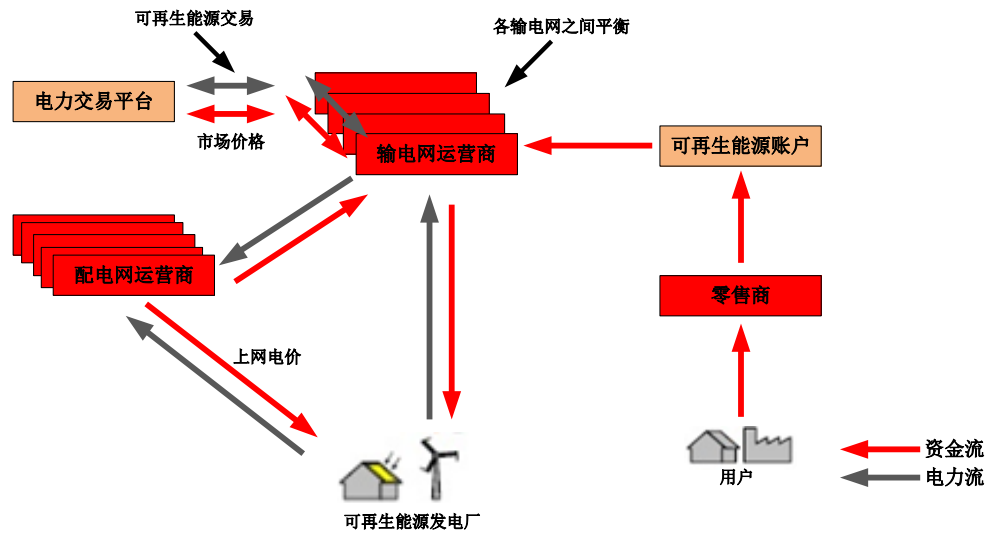 可再生能源交易
各输电网之间平衡
电力交易平台
市场价格
输电网运营商
可再生能源账户
配电网运营商
零售商
上网电价
用户
资金流
电力流
可再生能源发电厂